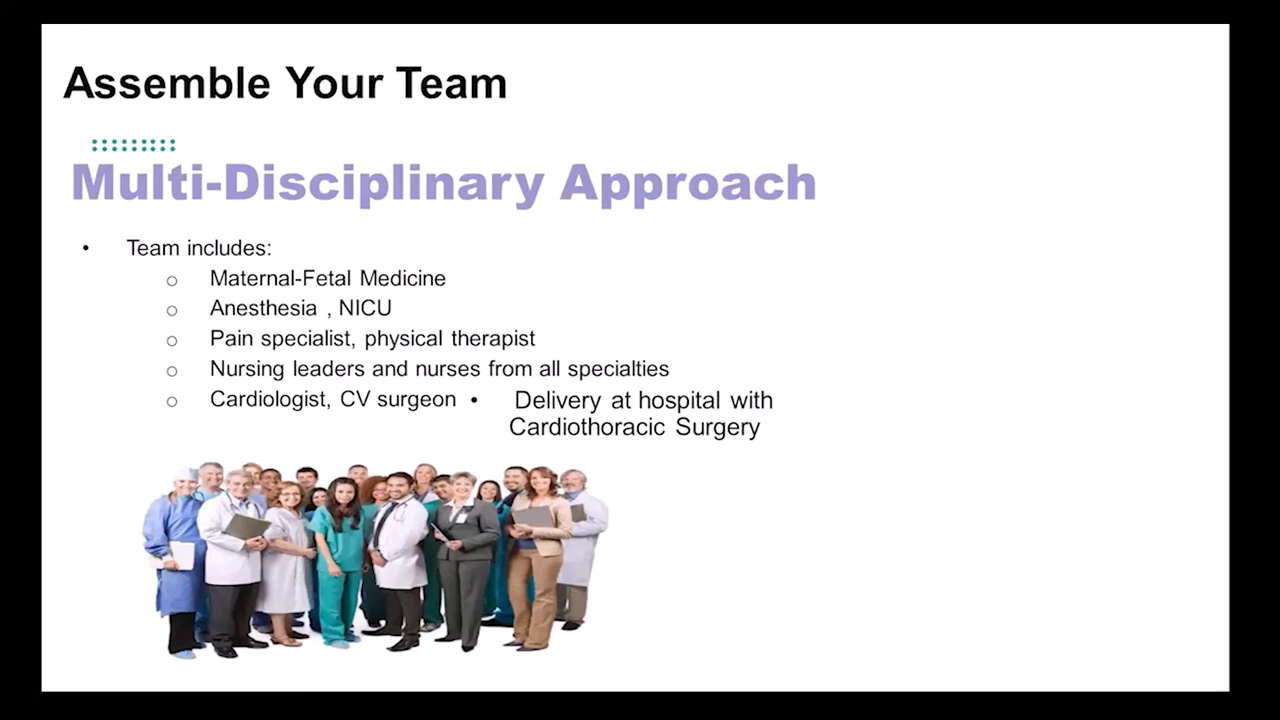 Assemble Your Team
Multi-Disciplinary Approach
• Team includes:
o Maternal-Fetal Medicine
o Anesthesia , NICU
o Pain specialist, physical therapist
o Nursing leaders and nurses from all specialties
o Cardiologist, CV surgeon
• Delivery at hospital with
Cardiothoracic Surgery